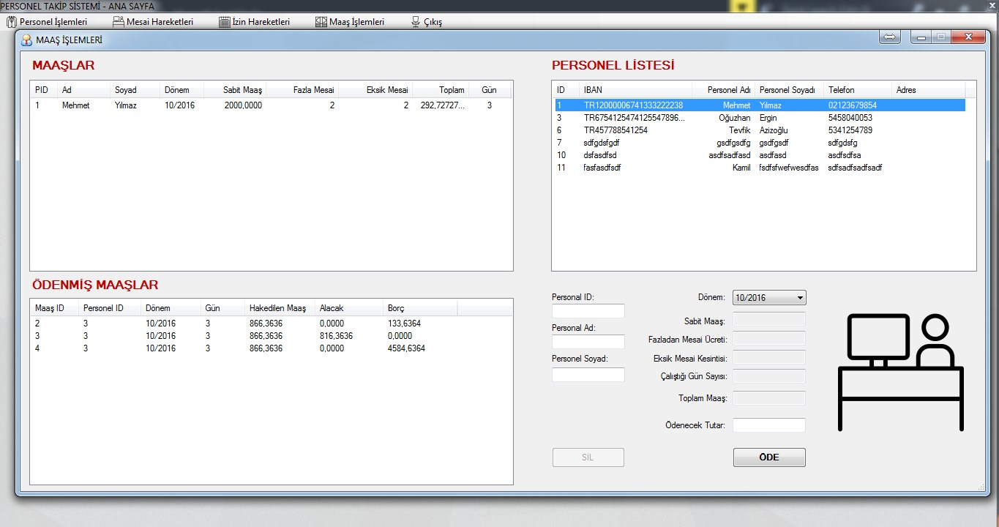 PERSONEL TAKİP SİSTEMİ - ANA SAYFA
Personel İşlemleri Mesai Hareketleri İzin Hareketleri Maaş İşlemleri Çıkış
MAAŞ İŞLEMLERİ
MAAŞLAR
PID Ad Soyad Dönem Sabit Maaş Fazla Mesai Eksik Mesai Toplam Gün
1 Mehmet Yılmaz 10/2016 2000,0000 2 2 292,72727... 3
PERSONEL LİSTESİ
ID IBAN Personel Adı Personel Soyadı Telefon Adres
1 TR12000006741333222238 Mehmet Yılmaz 02123679854
3 TR6754125474125547896... Oğuzhan Ergin 5458040053
6 TR457788541254 Tevfik Azizoğlu 5341254789
7 sdfgdsfgdf gsdfgsdfg gsdfgsdf sdfgdsfg
10 dsfasdfsd asdfsadfasd asdfasd asdfsdfsa
11 fasfasdfsdf Kamil fsdfsfwefwesdfas sdfsadfsadfsadf
ÖDENMİŞ MAAŞLAR
Maaş ID Personel ID Dönem Gün Hakedilen Maaş Alacak Borç
2 3 10/2016 3 866,3636 0,0000 133,6364
3 3 10/2016 3 866,3636 816,3636 0,0000
4 3 10/2016 3 866,3636 0,0000 4584,6364
Personal ID:
Personal Ad:
Personel Soyad:
SİL
Dönem: 10/2016
Sabit Maaş:
Fazladan Mesai Ücreti:
Eksik Mesai Kesintisi:
Çalıştığı Gün Sayısı:
Toplam Maaş:
Ödenecek Tutar:
ÖDE